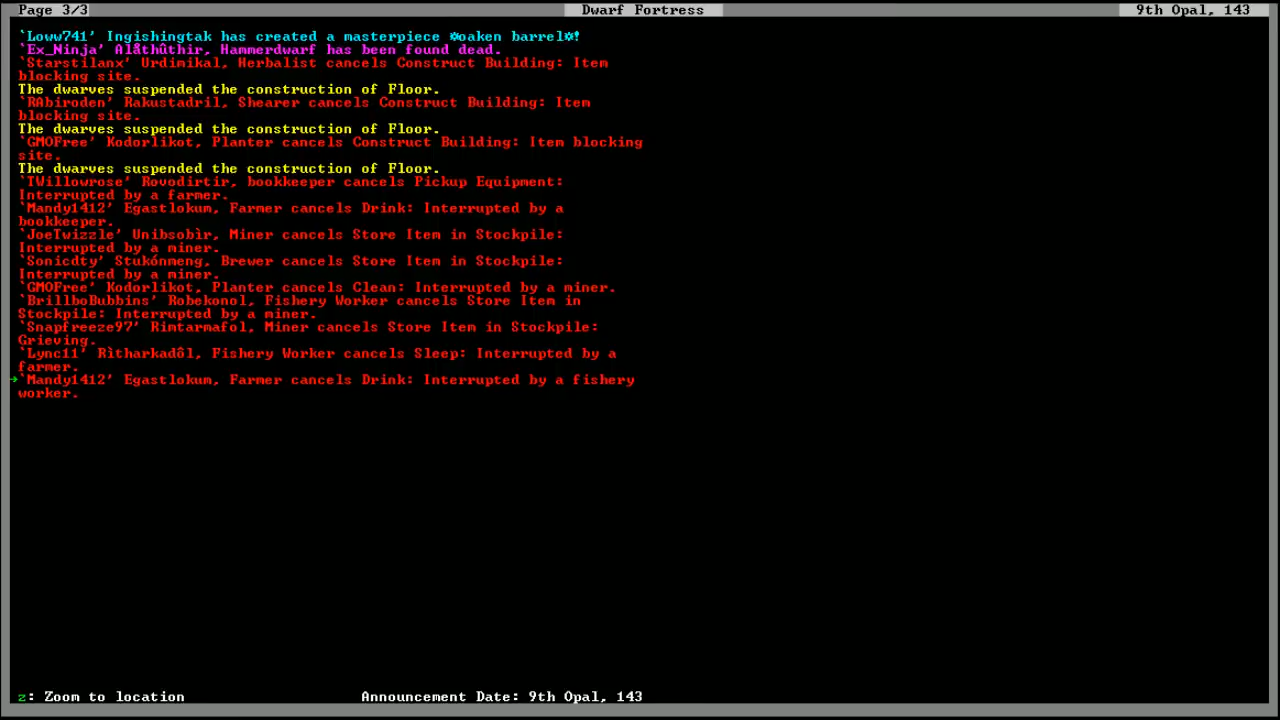 Page 3/3 Dwarf Fortress 9th Opal, 143
`Loww741' Ingishingtak has created a masterpiece ☼oaken barrel☼!
`Ex_Ninja' Alåthûthir, Hammerdwarf has been found dead.
`Starstilanx' Urdimikal, Herbalist cancels Construct Building: Item
blocking site.
The dwarves suspended the construction of Floor.
`RAbiroden' Rakustadril, Shearer cancels Construct Building: Item
blocking site.
The dwarves suspended the construction of Floor.
`GMOFree' Kodorlikot, Planter cancels Construct Building: Item blocking
site.
The dwarves suspended the construction of Floor.
`TWillowrose' Rovodirtir, bookkeeper cancels Pickup Equipment:
Interrupted by a farmer.
`Mandy1412' Egastlokum, Farmer cancels Drink: Interrupted by a
bookkeeper.
`JoeTwizzle' Unibsobìr, Miner cancels Store Item in Stockpile:
Interrupted by a miner.
`Sonicdty' Stukónmeng, Brewer cancels Store Item in Stockpile:
Interrupted by a miner.
`GMOFree' Kodorlikot, Planter cancels Clean: Interrupted by a miner.
`BrillboBubbins' Robekonol, Fishery Worker cancels Store Item in
Stockpile: Interrupted by a miner.
`Snapfreeze97' Rimtarmafol, Miner cancels Store Item in Stockpile:
Grieving.
`Lync11' Rìtharkadôl, Fishery Worker cancels Sleep: Interrupted by a
farmer.
→`Mandy1412' Egastlokum, Farmer cancels Drink: Interrupted by a fishery
worker.
z: Zoom to location Announcement Date: 9th Opal, 143